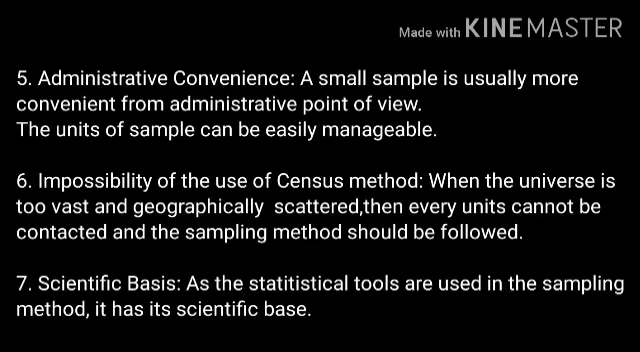 Made with KINEMASTER
5. Administrative Convenience: A small sample is usually more
convenient from administrative point of view.
The units of sample can be easily manageable.
6. Impossibility of the use of Census method: When the universe is
too vast and geographically scattered,then every units cannot be
contacted and the sampling method should be followed.
7. Scientific Basis: As the statitistical tools are used in the sampling
method, it has its scientific base.